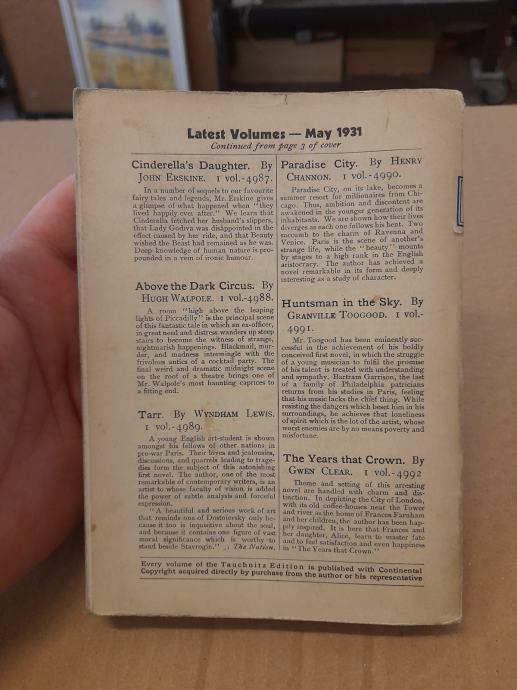 Latest Volumes — May 1931
Continued from page 3 of cover
Cinderella's Daughter. By
JOHN ERSKINE. 1 vol.-4987.
In a number of sequels to our favourite
fairy tales and legends, Mr. Erskine gives
a glimpse of what happened when "they
lived happily ever after." We learn that
Cinderella fetched her husband's slippers,
that Lady Godiva was disappointed in the
effect caused by her ride, and that Beauty
wished the Beast had remained as he was.
Deep knowledge of human nature is pro-
pounded in a vein of ironic humour.
Above the Dark Circus. By
HUGH WALPOLE. 1 vol.-4988.
A room "high above the leaping
lights of Piccadilly" is the principal scene
of this fantastic tale in which an ex-officer,
in great need and distress wanders up steep
stairs to become the witness of strange,
nightmarish happenings. Blackmail, mur-
der, and madness intermingle with the
frivolous antics of a cocktail party. The
final weird and dramatic midnight scene
on the roof of a theatre brings one of
Mr. Walpole's most haunting caprices to
a fitting end.
Tarr. By WYNDHAM LEWIS.
1 vol.-4989.
A young English art-student is shown
amongst his fellows of other nations in
pre-war Paris. Their loves and jealousies,
discussions, and quarrels leading to trage-
dies form the subject of this astonishing
first novel. The author, one of the most
remarkable of contemporary writers, is an
artist to whose faculty of vision is added
the power of subtle analysis and forceful
expression.
"A beautiful and serious work of art
that reminds one of Dostoievsky only be-
cause it too is inquisitive about the soul,
and because it contains one figure of vast
moral significance which is worthy to
stand beside Stavrogin." The Nation.
Paradise City. By HENRY
CHANNON. 1 vol.-4990.
Paradise City, on its lake, becomes a
summer resort for millionaires from Chi-
cago. Thus, ambition and discontent are
awakened in the younger generation of its
inhabitants. We are shown how their lives
diverge as each one follows his bent. Two
succumb to the charm of Ravenna and
Venice. Paris is the scene of another's
strange life, while the "beauty" mounts
by stages to a high rank in the English
aristocracy. The author has achieved a
novel remarkable in its form and deeply
interesting as a study of character.
Huntsman in the Sky. By
GRANVILLE TOOGOOD. 1 vol.-
4991.
Mr. Toogood has been eminently suc-
cessful in the achievement of his boldly
conceived first novel, in which the struggle
of a young musician to fulfil the promise
of his talent is treated with understanding
and sympathy. Bartram Garrison, the last
of a family of Philadelphia patricians
returns from his studies in Paris, feeling
that his music lacks the chief thing. While
resisting the dangers which beset him in his
surroundings, he achieves that loneliness
of spirit which is the lot of the artist, whose
worst enemies are by no means poverty and
misfortune.
The Years that Crown. By
GWEN CLEAR. 1 vol.-4992
Theme and setting of this arresting
novel are handled with charm and dis-
tinction. In depicting the City of London,
with its old coffee-houses near the Tower
and river as the home of Frances Farnham
and her children, the author has been hap-
pily inspired. It is here that Frances and
her daughter, Alice, learn to master fate
and to feel satisfaction and even happiness
in "The Years that Crown."
Every volume of the Tauchnitz Edition is published with Continental
Copyright acquired directly by purchase from the author or his representative